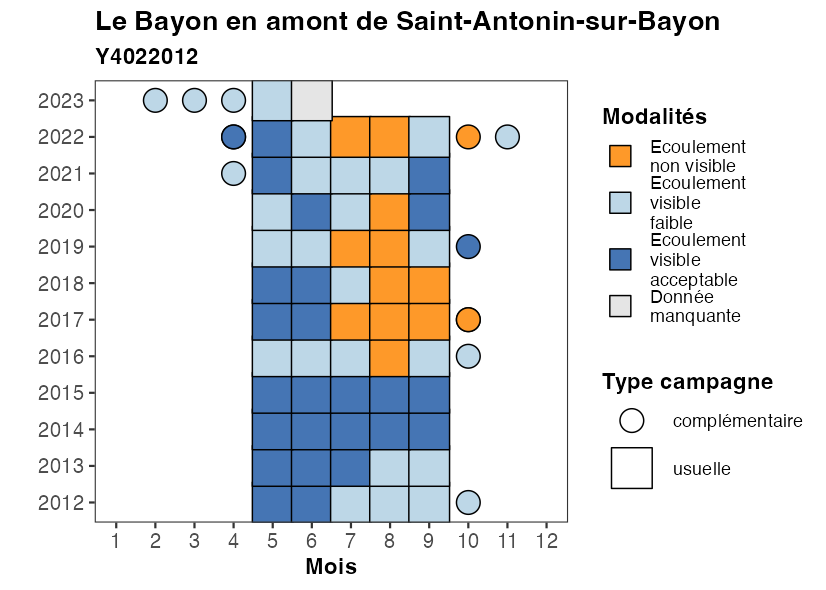 Le Bayon en amont de Saint-Antonin-sur-Bayon
Y4022012
2023
2022
2021
2020
2019
2018
2017
2016
2015
2014
2013
2012
1 2 3 4 5 6 7 8 9 10 11 12
Mois
Modalités
Ecoulement
non visible
Ecoulement
visible
faible
Ecoulement
visible
acceptable
Donnée
manquante
Type campagne
complémentaire
usuelle